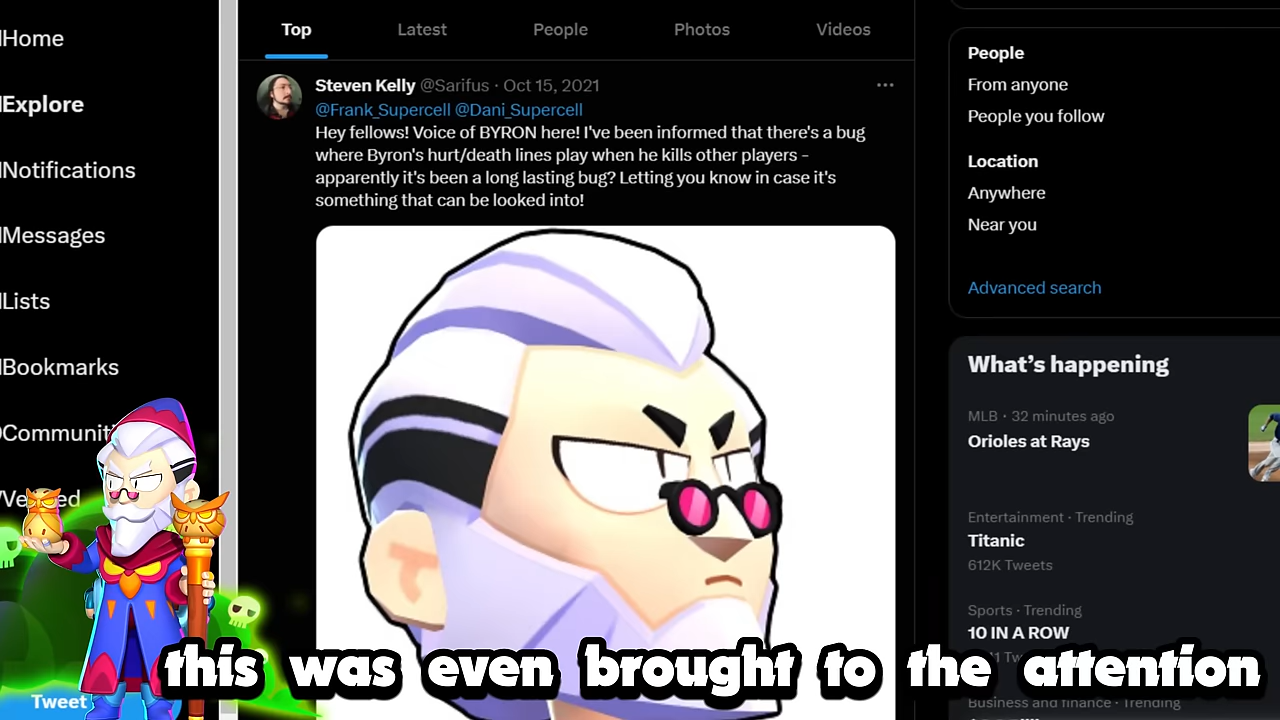 Home
Explore
Notifications
Messages
Lists
Bookmarks
Tweet
Top Latest People Photos Videos
Steven Kelly @Sarifus · Oct 15, 2021
@Frank_Supercell @Dani_Supercell
Hey fellows! Voice of BYRON here! I've been informed that there's a bug
where Byron's hurt/death lines play when he kills other players -
apparently it's been a long lasting bug? Letting you know in case it's
something that can be looked into!
People
From anyone
People you follow
Location
Anywhere
Near you
Advanced search
What's happening
MLB · 32 minutes ago
Orioles at Rays
Entertainment · Trending
Titanic
612K Tweets
Sports · Trending
10 IN A ROW
Business and finance · Trending
this was even brought to the attention